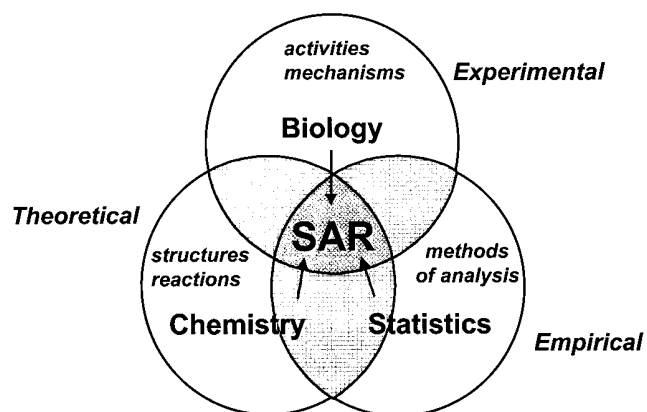 activities
mechanisms
Experimental
Biology
Theoretical
SAR
structures
reactions
methods
of analysis
Chemistry
Statistics
Empirical